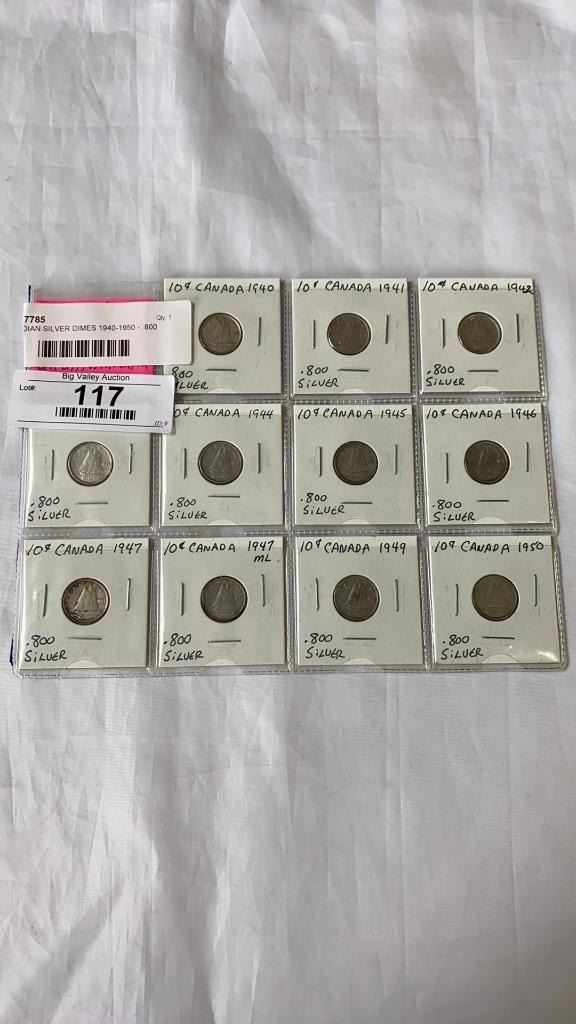 10¢ CANADA 1940
.800
SILVER
10¢ CANADA 1941
.800
SILVER
10¢ CANADA 1942
.800
SILVER
7785
Qty 1
DIAN SILVER DIMES 1940-1950 - .800
Big Valley Auction
Lot#:
117
ID:9
.800
SILVER
10¢ CANADA 1944
.800
SILVER
10¢ CANADA 1945
.800
SILVER
10¢ CANADA 1946
.800
SILVER
10¢ CANADA 1947
.800
SILVER
10¢ CANADA 1947
ML.
.800
SILVER
10¢ CANADA 1949
.800
SILVER
10¢ CANADA 1950
.800
SILVER